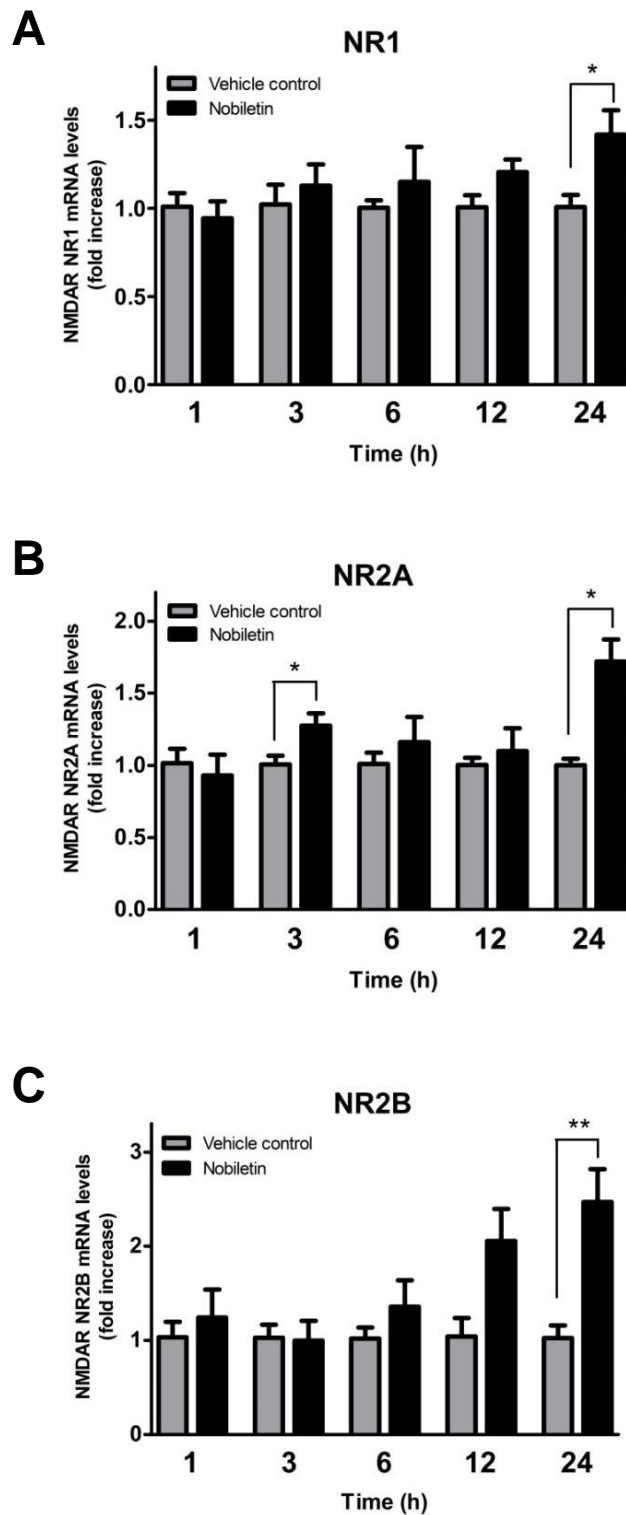 A
NR1
NMDAR NR1 mRNA levels
(fold increase)
Vehicle control
Nobiletin
*
1.5
1.0
0.5
0.0
1 3 6 12 24
Time (h)
B
NR2A
NMDAR NR2A mRNA levels
(fold increase)
Vehicle control
Nobiletin
*
*
2.0
1.5
1.0
0.5
0.0
1 3 6 12 24
Time (h)
C
NR2B
NMDAR NR2B mRNA levels
(fold increase)
Vehicle control
Nobiletin
**
3
2
1
0
1 3 6 12 24
Time (h)